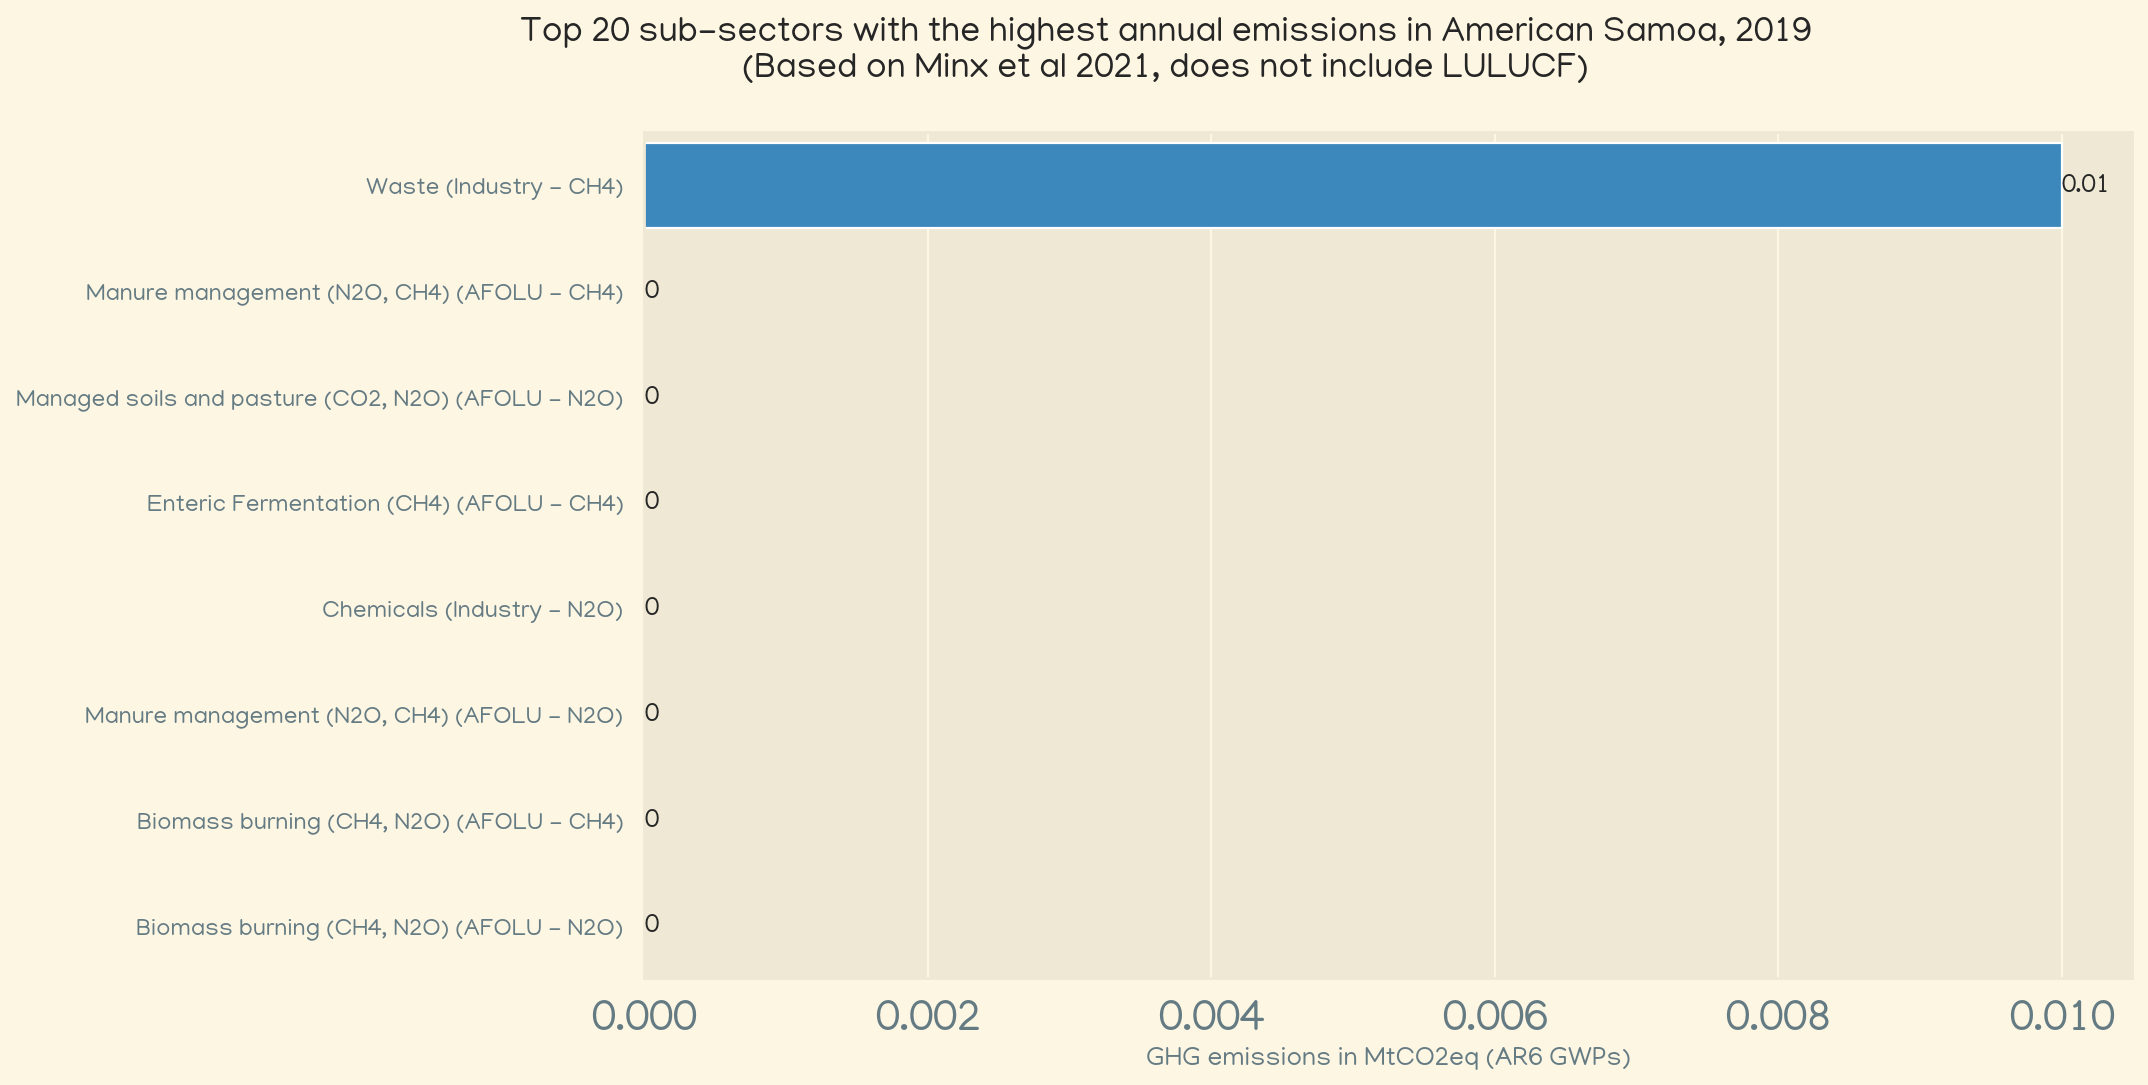 Top 20 sub-sectors with the highest annual emissions in American Samoa, 2019
(Based on Minx et al 2021, does not include LULUCF)
Waste (Industry - CH4)
0.01
Manure management (N2O, CH4) (AFOLU - CH4)
0
Managed soils and pasture (CO2, N2O) (AFOLU - N2O)
0
Enteric Fermentation (CH4) (AFOLU - CH4)
0
Chemicals (Industry - N2O)
0
Manure management (N2O, CH4) (AFOLU - N2O)
0
Biomass burning (CH4, N2O) (AFOLU - CH4)
0
Biomass burning (CH4, N2O) (AFOLU - N2O)
0
0.000 0.002 0.004 0.006 0.008 0.010
GHG emissions in MtCO2eq (AR6 GWPs)